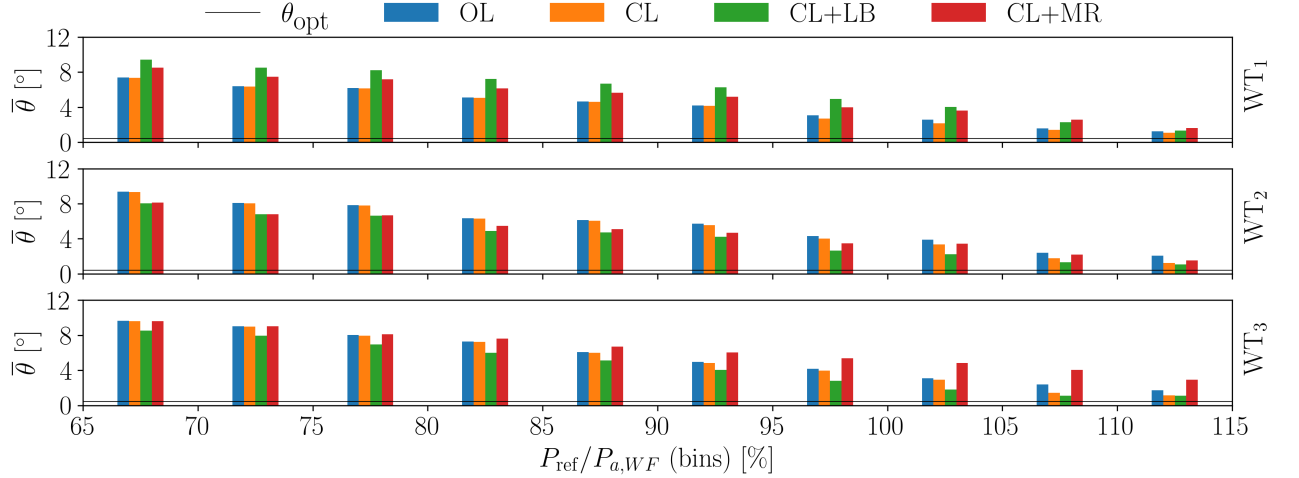 θopt OL CL CL+LB CL+MR
12
8
4
0
θ̅ [°]
WT1
12
8
4
0
θ̅ [°]
WT2
12
8
4
0
θ̅ [°]
WT3
65 70 75 80 85 90 95 100 105 110 115
Pref/Pa,WF (bins) [%]